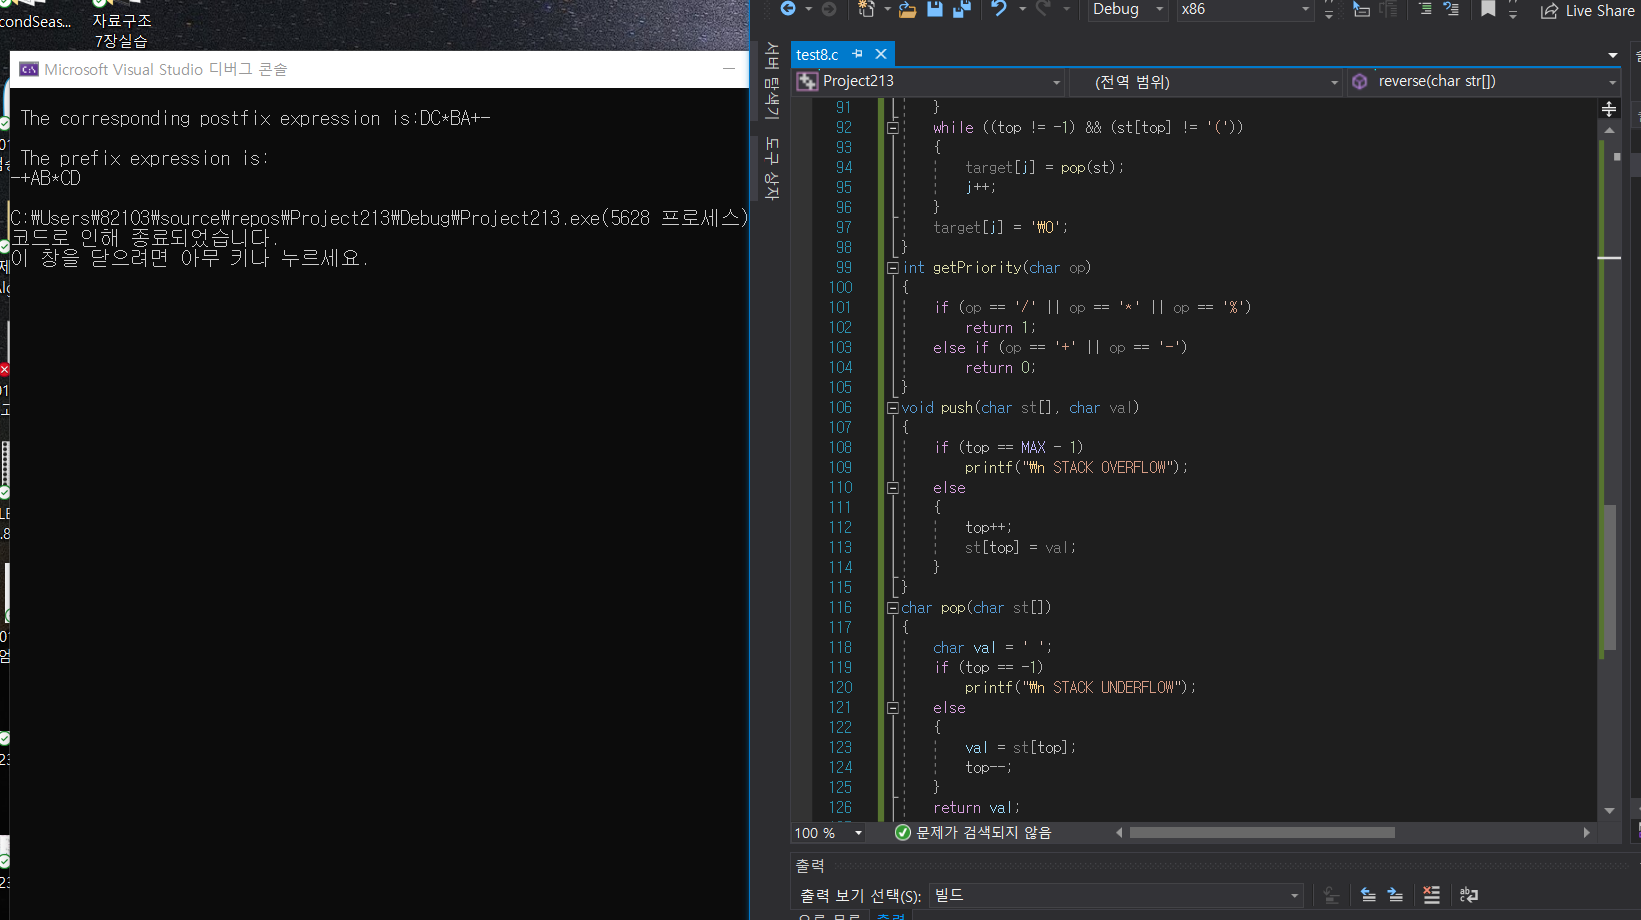 condSeas...
자료구조
7장실습
Microsoft Visual Studio 디버그 콘솔
The corresponding postfix expression is:DC*BA+-
The prefix expression is:
-+AB*CD
C:\Users\82103\source\repos\Project213\Debug\Project213.exe(5628 프로세스)
코드로 인해 종료되었습니다.
이 창을 닫으려면 아무 키나 누르세요.
Debug
x86
Live Share
서버 탐색기
도구 상자
test8.c
Project213
(전역 범위)
reverse(char str[])
91 }
92 while ((top != -1) && (st[top] != '('))
93 {
94 target[j] = pop(st);
95 j++;
96 }
97 target[j] = '\0';
98 }
99 int getPriority(char op)
100 {
101 if (op == '/' || op == '*' || op == '%')
102 return 1;
103 else if (op == '+' || op == '-')
104 return 0;
105 }
106 void push(char st[], char val)
107 {
108 if (top == MAX - 1)
109 printf("\n STACK OVERFLOW");
110 else
111 {
112 top++;
113 st[top] = val;
114 }
115 }
116 char pop(char st[])
117 {
118 char val = ' ';
119 if (top == -1)
120 printf("\n STACK UNDERFLOW");
121 else
122 {
123 val = st[top];
124 top--;
125 }
126 return val;
100 %
문제가 검색되지 않음
출력
출력 보기 선택(S):
빌드